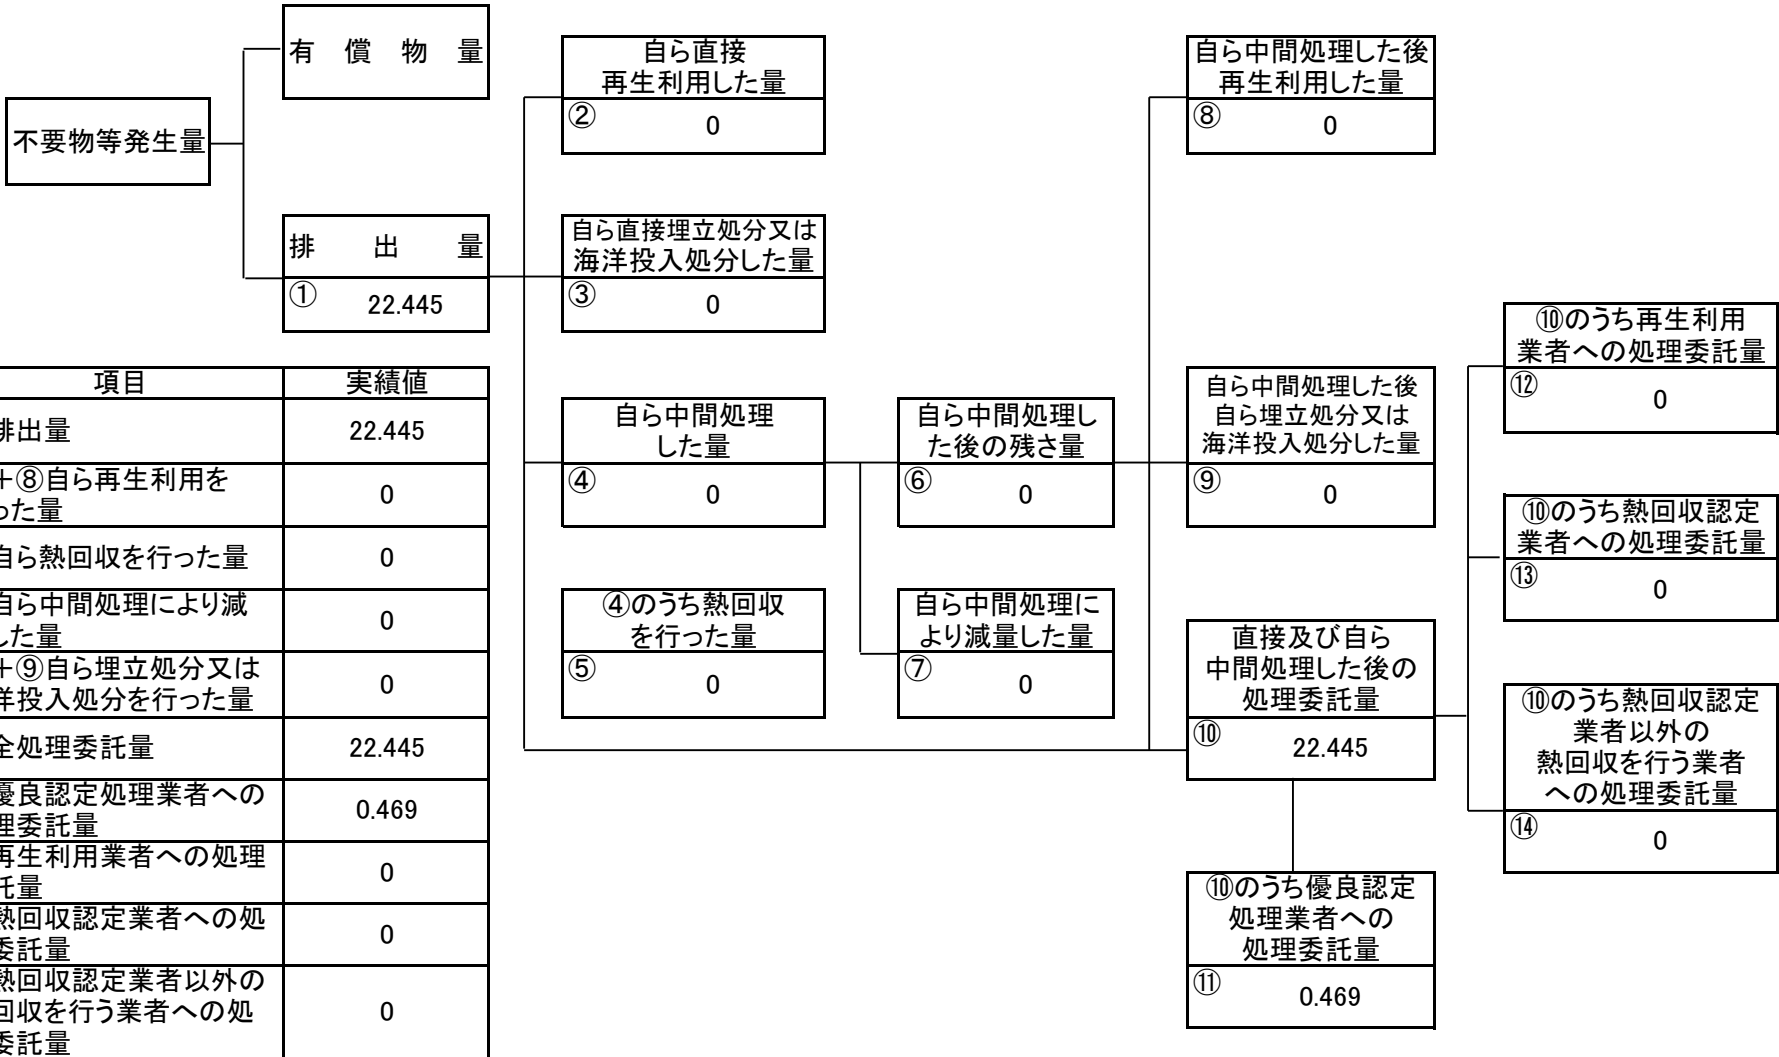 有 償 物 量
不要物等発生量
排 出 量
① 22.445
自ら直接
再生利用した量
② 0
自ら直接埋立処分又は
海洋投入処分した量
③ 0
自ら中間処理
した量
④ 0
④のうち熱回収
を行った量
⑤ 0
自ら中間処理し
た後の残さ量
⑥ 0
自ら中間処理に
より減量した量
⑦ 0
自ら中間処理した後
再生利用した量
⑧ 0
自ら中間処理した後
自ら埋立処分又は
海洋投入処分した量
⑨ 0
直接及び自ら
中間処理した後の
処理委託量
⑩ 22.445
⑩のうち優良認定
処理業者への
処理委託量
⑪ 0.469
⑩のうち再生利用
業者への処理委託量
⑫ 0
⑩のうち熱回収認定
業者への処理委託量
⑬ 0
⑩のうち熱回収認定
業者以外の
熱回収を行う業者
への処理委託量
⑭ 0
項目 実績値
排出量 22.445
+⑧自ら再生利用を
った量 0
自ら熱回収を行った量 0
自ら中間処理により減
した量 0
+⑨自ら埋立処分又は
洋投入処分を行った量 0
全処理委託量 22.445
優良認定処理業者への
理委託量 0.469
再生利用業者への処理
託量 0
熱回収認定業者への処
委託量 0
熱回収認定業者以外の
回収を行う業者への処
委託量 0